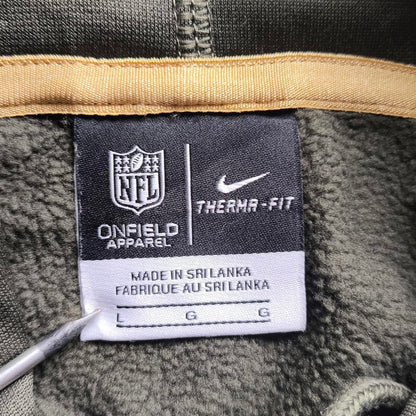 NFL
ONFIELD
APPAREL
THERMA-FIT
MADE IN SRI LANKA
FABRIQUE AU SRI LANKA
L G G